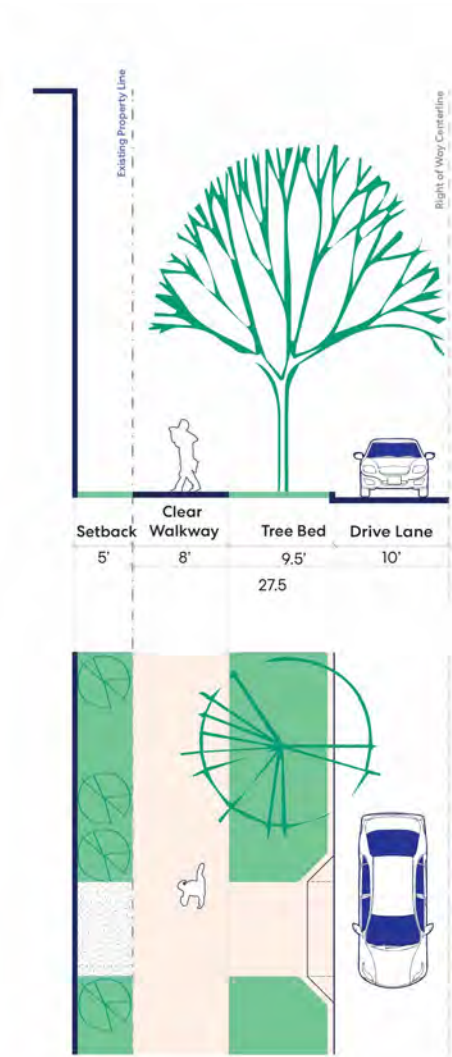 Existing Property Line
Right of Way Centerline
Setback
Clear
Walkway
Tree Bed
Drive Lane
5'
8'
9.5'
10'
27.5